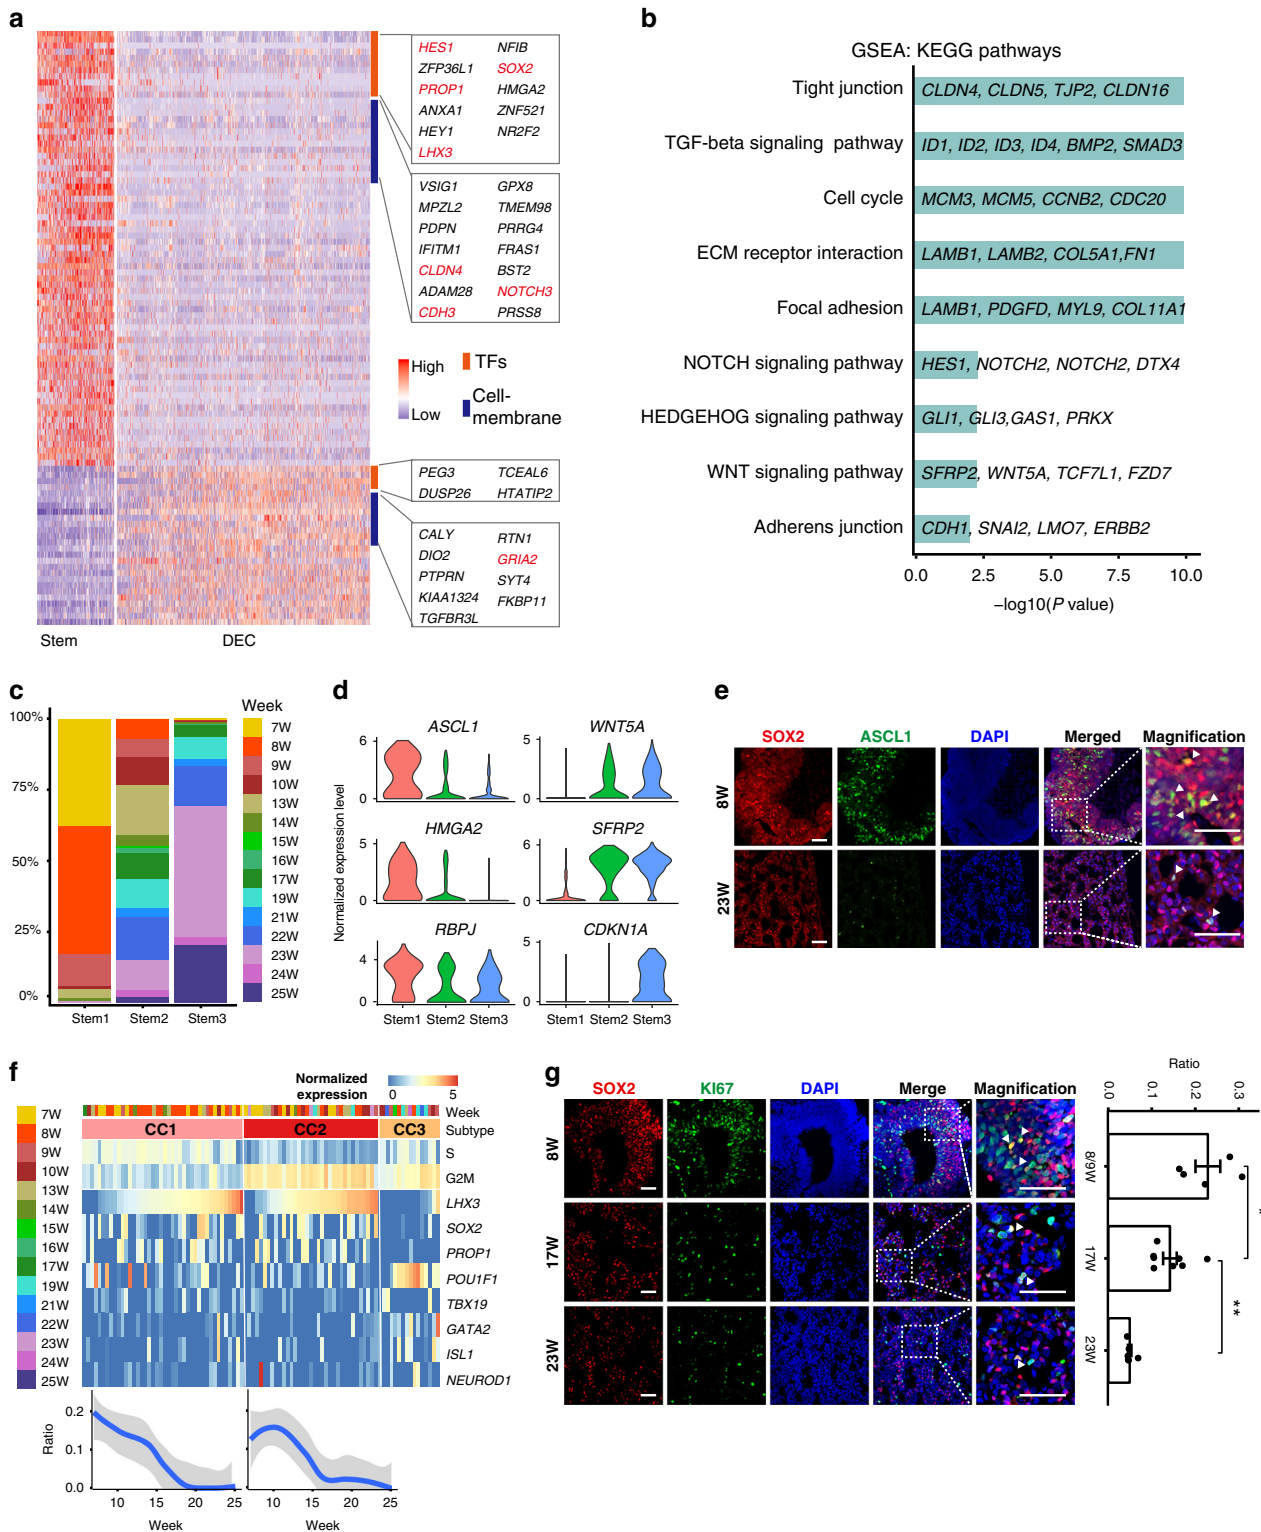 a
HES1 NFIB
ZFP36L1 SOX2
PROP1 HMGA2
ANXA1 ZNF521
HEY1 NR2F2
LHX3
VSIG1 GPX8
MPZL2 TMEM98
PDPN PRRG4
IFITM1 FRAS1
CLDN4 BST2
ADAM28 NOTCH3
CDH3 PRSS8
High
Low
TFs
Cell-
membrane
PEG3 TCEAL6
DUSP26 HTATIP2
CALY RTN1
DIO2 GRIA2
PTPRN SYT4
KIAA1324 FKBP11
TGFBR3L
Stem DEC
b
GSEA: KEGG pathways
Tight junction CLDN4, CLDN5, TJP2, CLDN16
TGF-beta signaling pathway ID1, ID2, ID3, ID4, BMP2, SMAD3
Cell cycle MCM3, MCM5, CCNB2, CDC20
ECM receptor interaction LAMB1, LAMB2, COL5A1,FN1
Focal adhesion LAMB1, PDGFD, MYL9, COL11A1
NOTCH signaling pathway HES1, NOTCH2, NOTCH2, DTX4
HEDGEHOG signaling pathway GLI1, GLI3,GAS1, PRKX
WNT signaling pathway SFRP2, WNT5A, TCF7L1, FZD7
Adherens junction CDH1, SNAI2, LMO7, ERBB2
0.0 2.5 5.0 7.5 10.0
−log10(P value)
c
100%
75%
50%
25%
0%
Stem1 Stem2 Stem3
Week
7W
8W
9W
10W
13W
14W
15W
16W
17W
19W
21W
22W
23W
24W
25W
d
Normalized expression level
ASCL1 WNT5A
6 5
0 0
HMGA2 SFRP2
5 6
0 0
RBPJ CDKN1A
4 5
0 0
Stem1 Stem2 Stem3 Stem1 Stem2 Stem3
e
SOX2 ASCL1 DAPI Merged Magnification
8W
23W
f
Normalized
expression
0 5
7W
8W
9W
10W
13W
14W
15W
16W
17W
19W
21W
22W
23W
24W
25W
Week
CC1 CC2 CC3 Subtype
S
G2M
LHX3
SOX2
PROP1
POU1F1
TBX19
GATA2
ISL1
NEUROD1
Ratio
0.2
0.1
0.0
10 15 20 25 10 15 20 25
Week Week
g
SOX2 KI67 DAPI Merge Magnification
8W
17W
23W
Ratio
0.0 0.1 0.2 0.3
8/9W
17W
23W
*
**